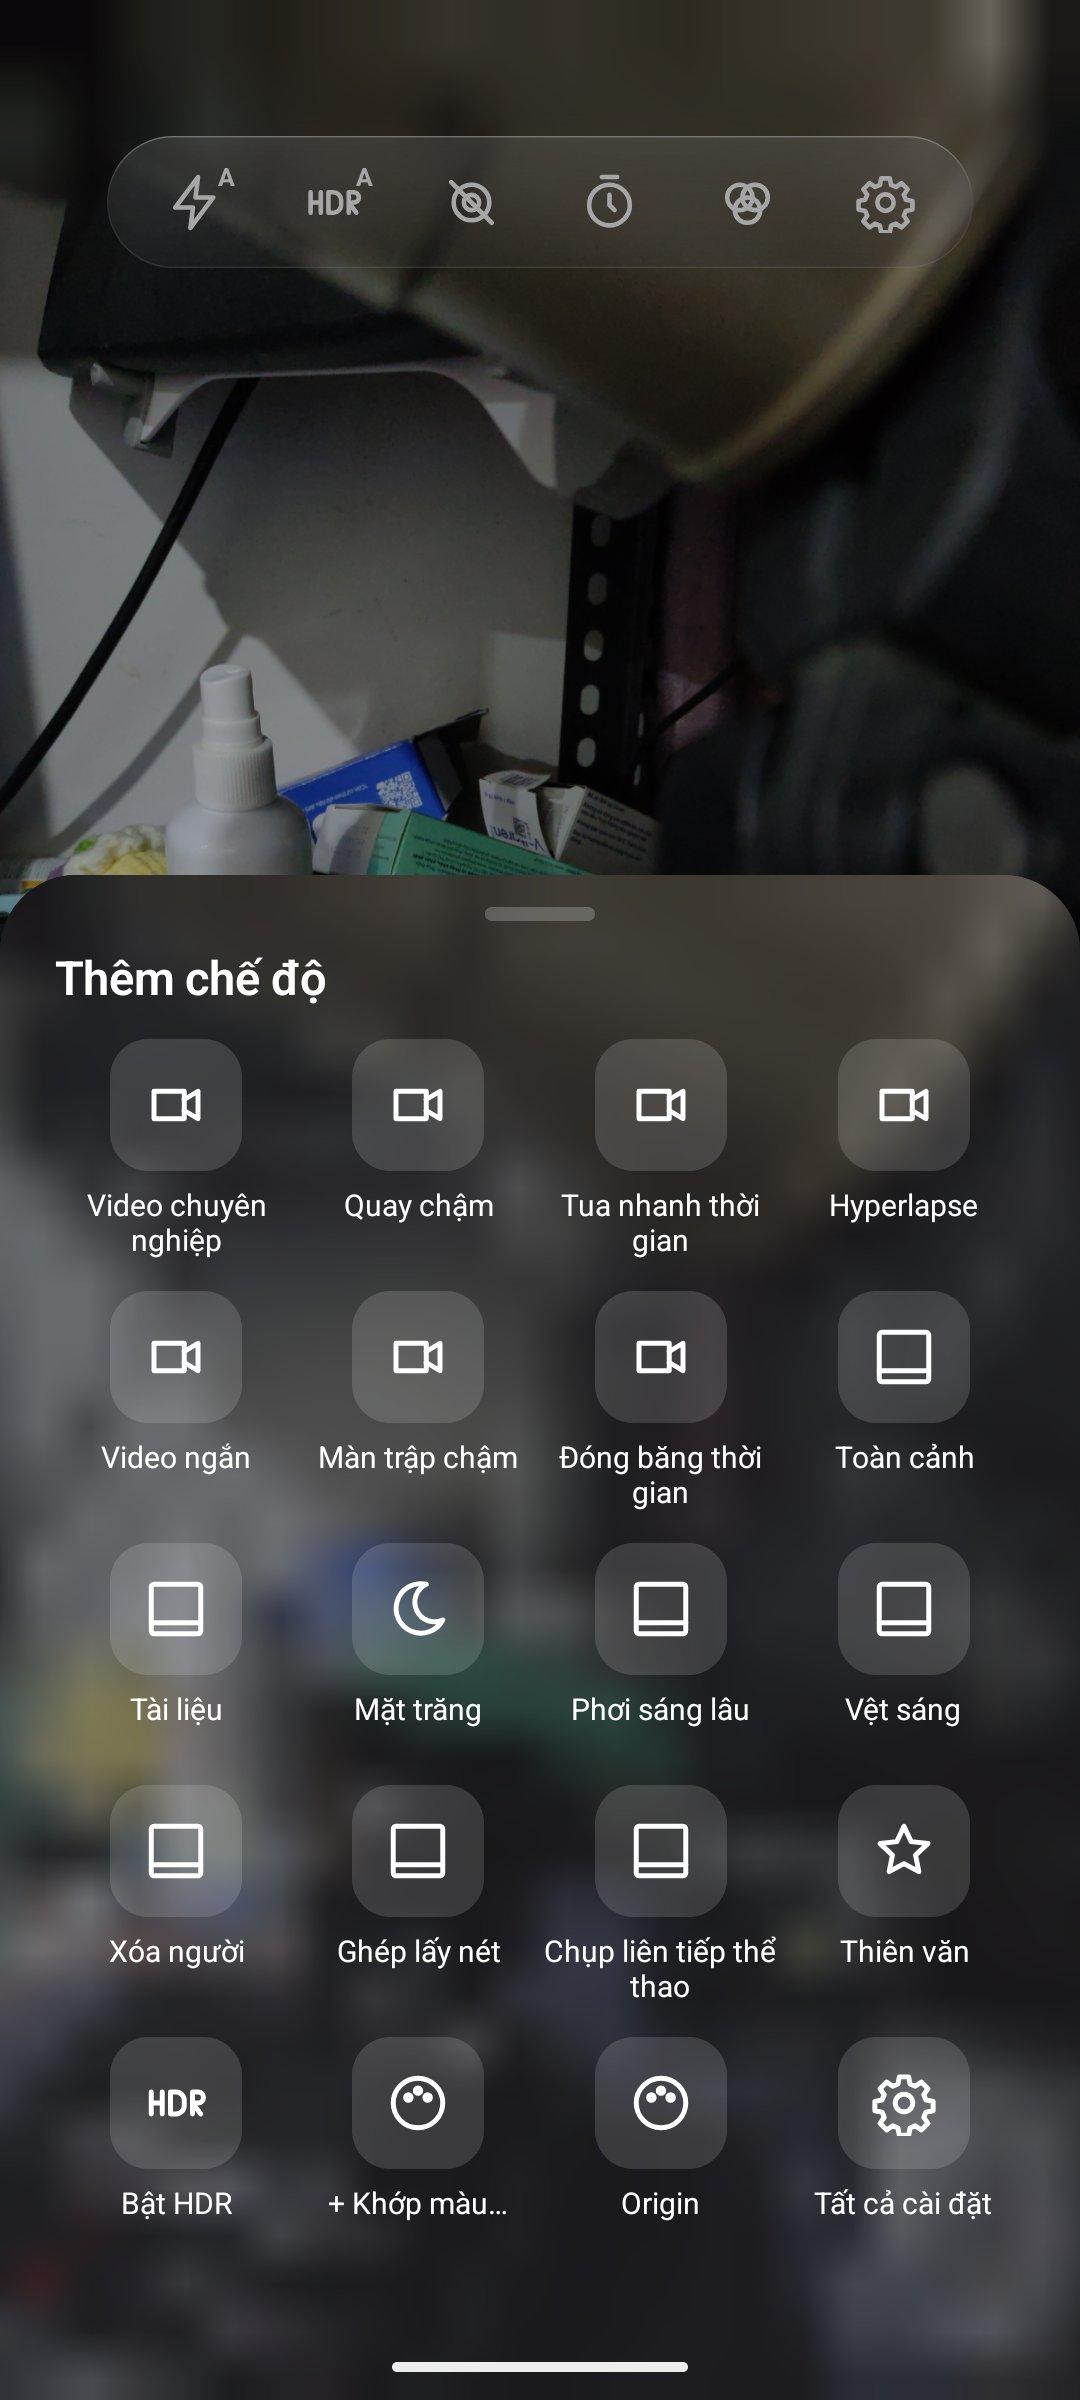 A
HDR A
V-ibrren
Thêm chế độ
Video chuyên
nghiệp
Quay chậm
Tua nhanh thời
gian
Hyperlapse
Video ngắn
Màn trập chậm
Đóng băng thời
gian
Toàn cảnh
Tài liệu
Mặt trăng
Phơi sáng lâu
Vệt sáng
Xóa người
Ghép lấy nét
Chụp liên tiếp thể
thao
Thiên văn
HDR
Bật HDR
+ Khớp màu...
Origin
Tất cả cài đặt